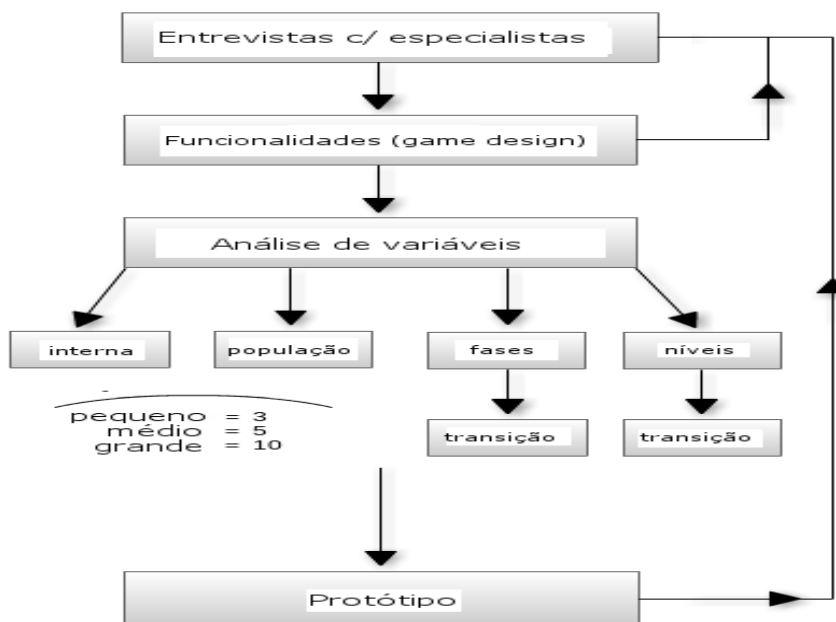 Entrevistas c/ especialistas
Funcionalidades (game design)
Análise de variáveis
interna
população
fases
níveis
pequeno = 3
médio = 5
grande = 10
transição
transição
Protótipo